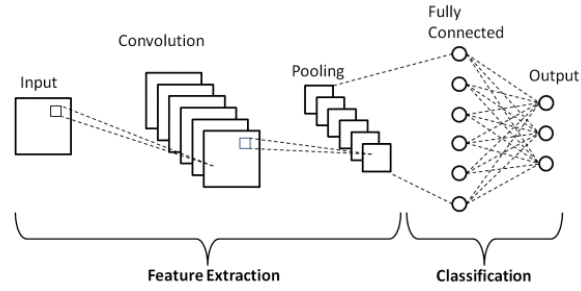 Input
Convolution
Pooling
Fully
Connected
Output
Feature Extraction
Classification